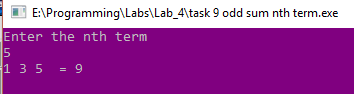 E:\Programming\Labs\Lab_4\task 9 odd sum nth term.exe
Enter the nth term
5
1 3 5  = 9